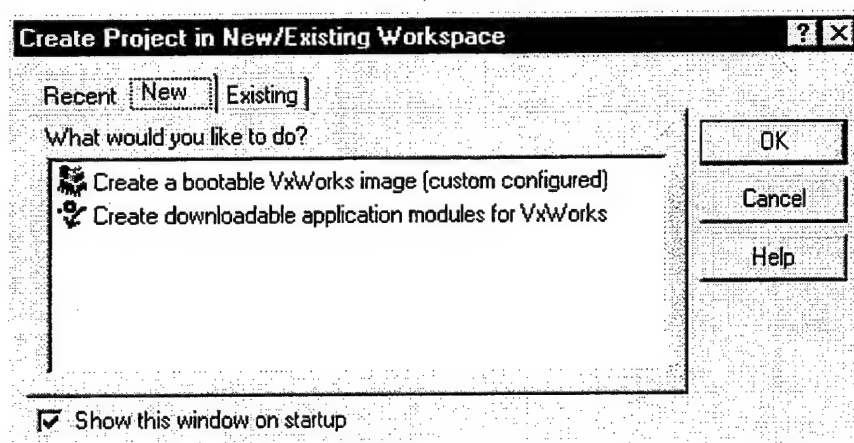 Create Project in New/Existing Workspace
Recent New Existing
What would you like to do?
Create a bootable VxWorks image (custom configured)
Create downloadable application modules for VxWorks
OK
Cancel
Help
Show this window on startup